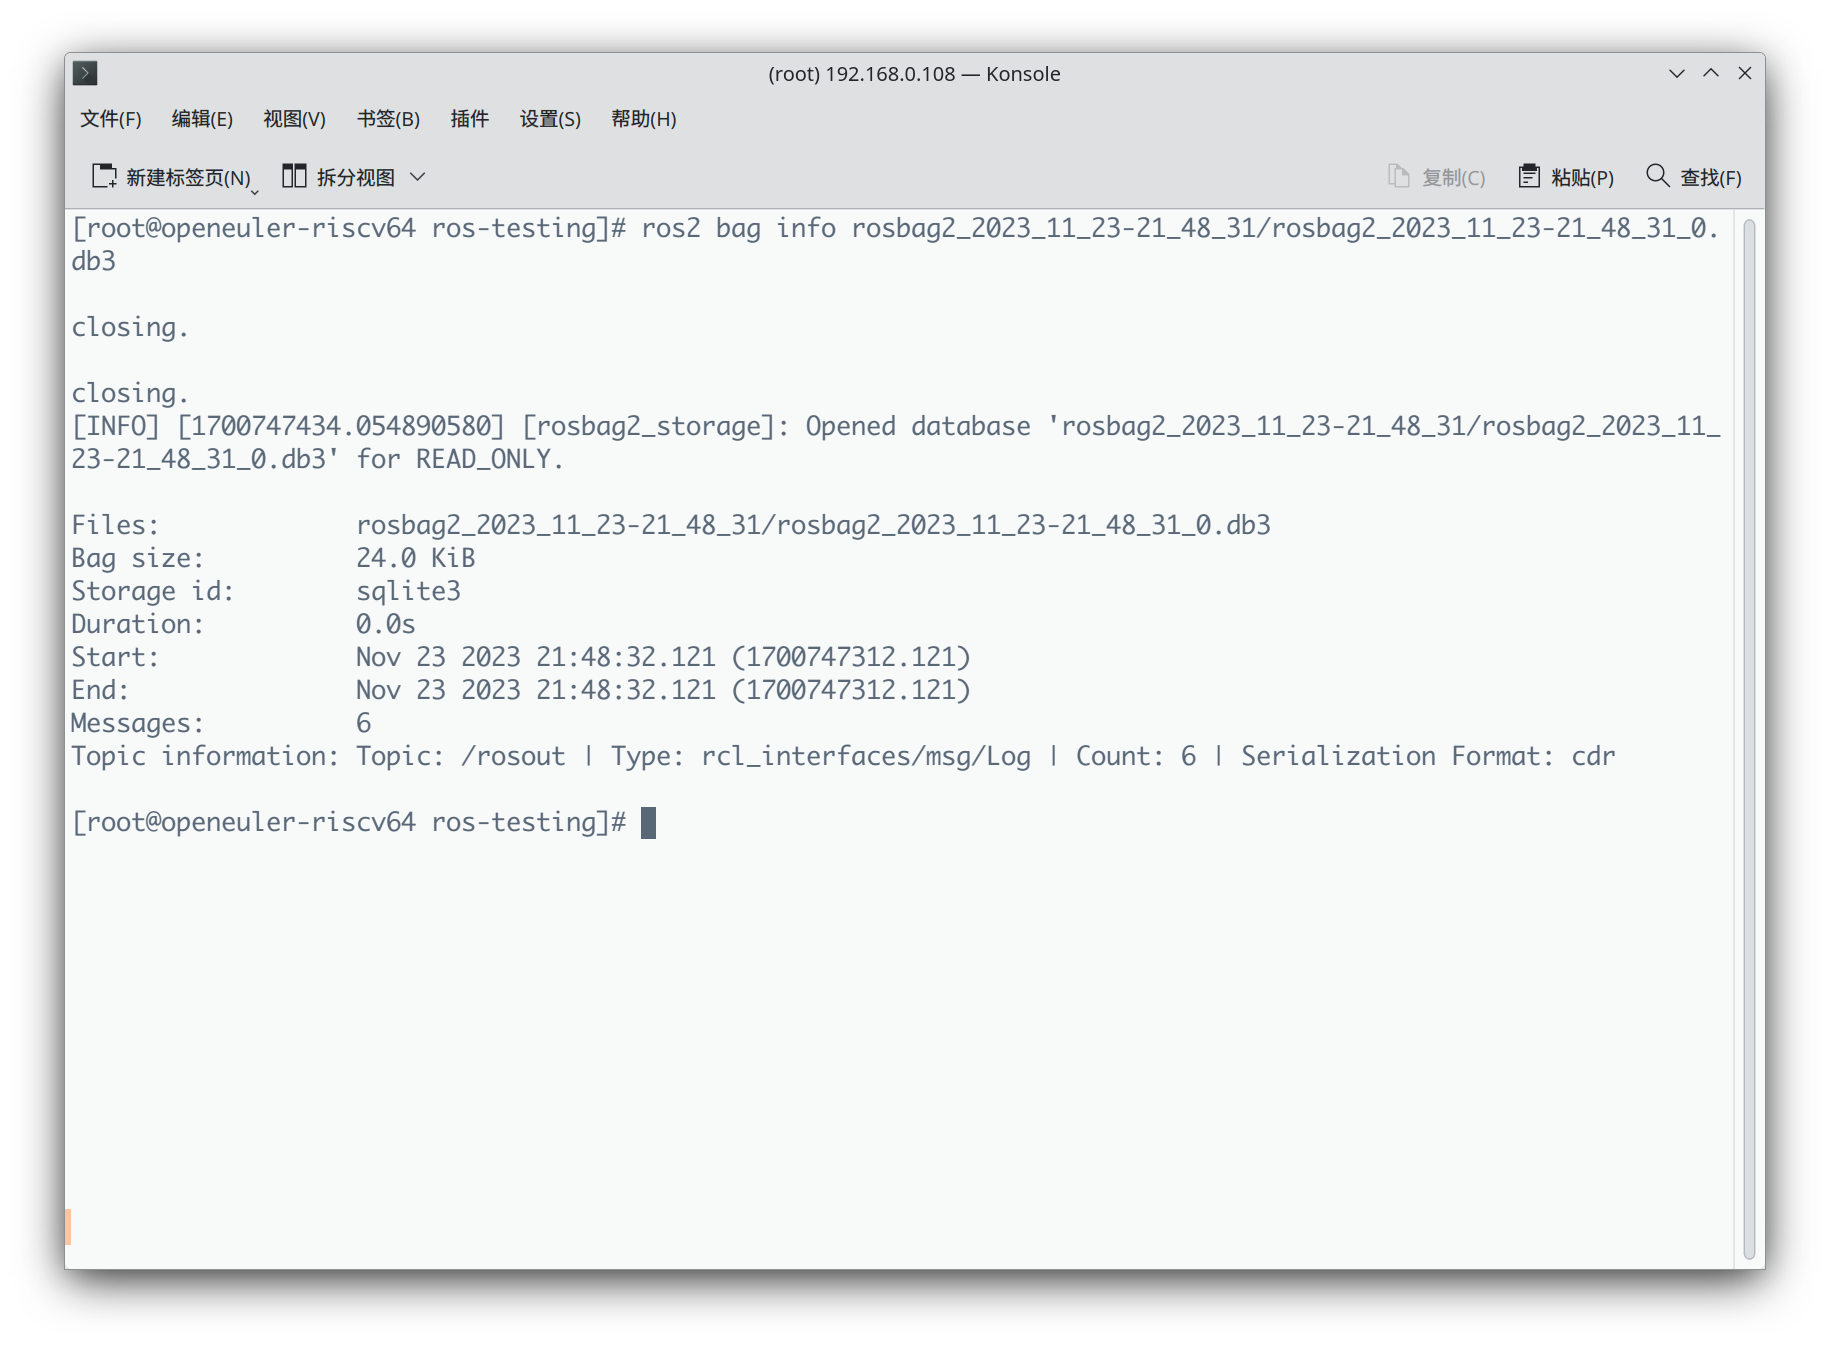 (root) 192.168.0.108 — Konsole
文件(F) 编辑(E) 视图(V) 书签(B) 插件 设置(S) 帮助(H)
新建标签页(N) 拆分视图 复制(C) 粘贴(P) 查找(F)
[root@openeuler-riscv64 ros-testing]# ros2 bag info rosbag2_2023_11_23-21_48_31/rosbag2_2023_11_23-21_48_31_0.
db3
closing.
closing.
[INFO] [1700747434.054890580] [rosbag2_storage]: Opened database 'rosbag2_2023_11_23-21_48_31/rosbag2_2023_11_
23-21_48_31_0.db3' for READ_ONLY.
Files:             rosbag2_2023_11_23-21_48_31/rosbag2_2023_11_23-21_48_31_0.db3
Bag size:          24.0 KiB
Storage id:        sqlite3
Duration:          0.0s
Start:             Nov 23 2023 21:48:32.121 (1700747312.121)
End:               Nov 23 2023 21:48:32.121 (1700747312.121)
Messages:          6
Topic information: Topic: /rosout | Type: rcl_interfaces/msg/Log | Count: 6 | Serialization Format: cdr
[root@openeuler-riscv64 ros-testing]#